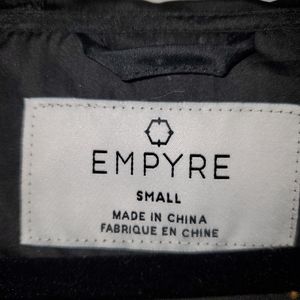 EMPYRE
SMALL
MADE IN CHINA
FABRIQUE EN CHINE